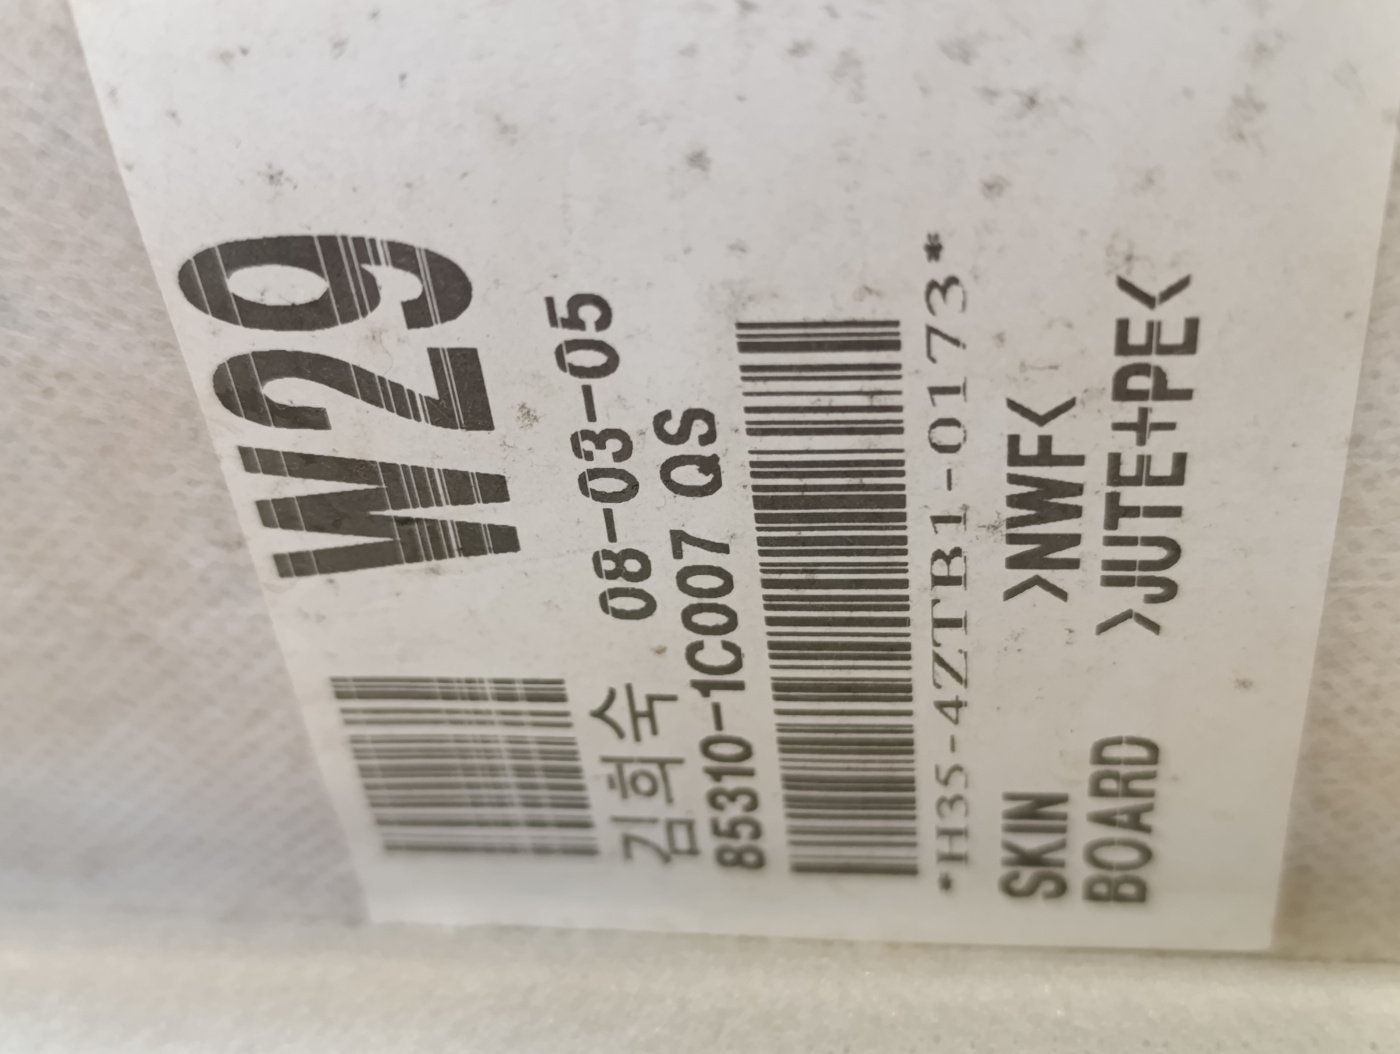 W29
김희숙 08-03-05
85310-1C007 QS
*H35-4ZTB1-0173*
SKIN >NWF<
BOARD >JUTE+PE<